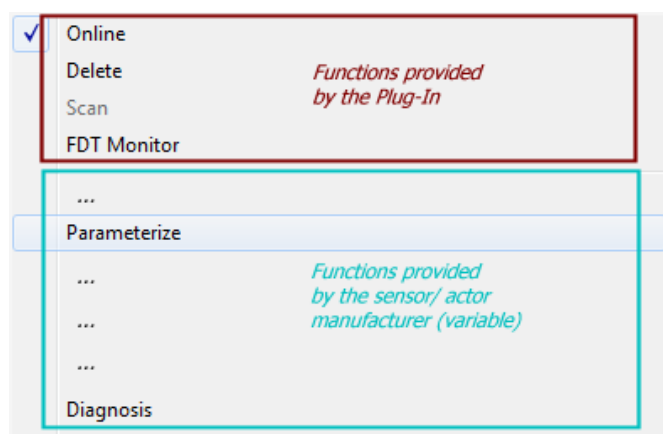 Online
Delete
Scan
FDT Monitor
Functions provided
by the Plug-In
...
Parameterize
...
...
...
Diagnosis
Functions provided
by the sensor/ actor
manufacturer (variable)